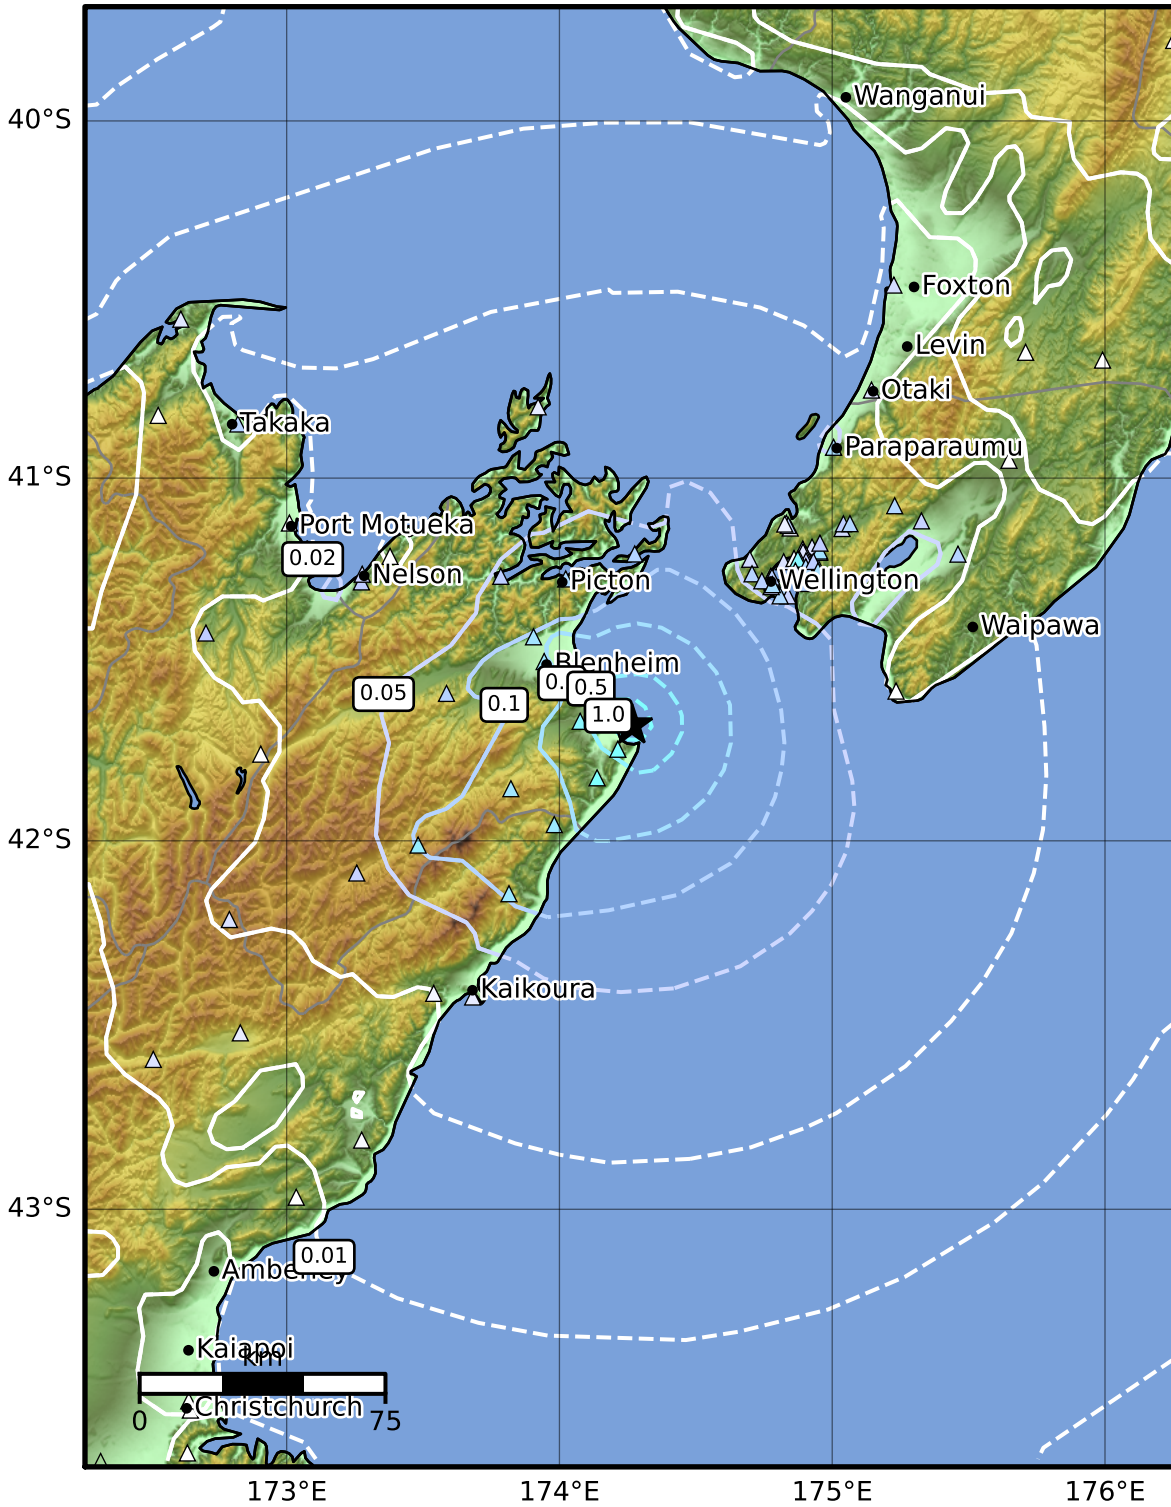 Wanganui
40°S
Foxton
Levin
Otaki
Takaka
Paraparaumu
41°S
Port Motueka
0.02
Nelson
Picton
Wellington
Waipawa
Blenheim
0.05
0.1
0.5
1.0
42°S
Kaikoura
43°S
0.01
Amberley
Kaiapoi
km
Christchurch
0
75
173°E
174°E
175°E
176°E